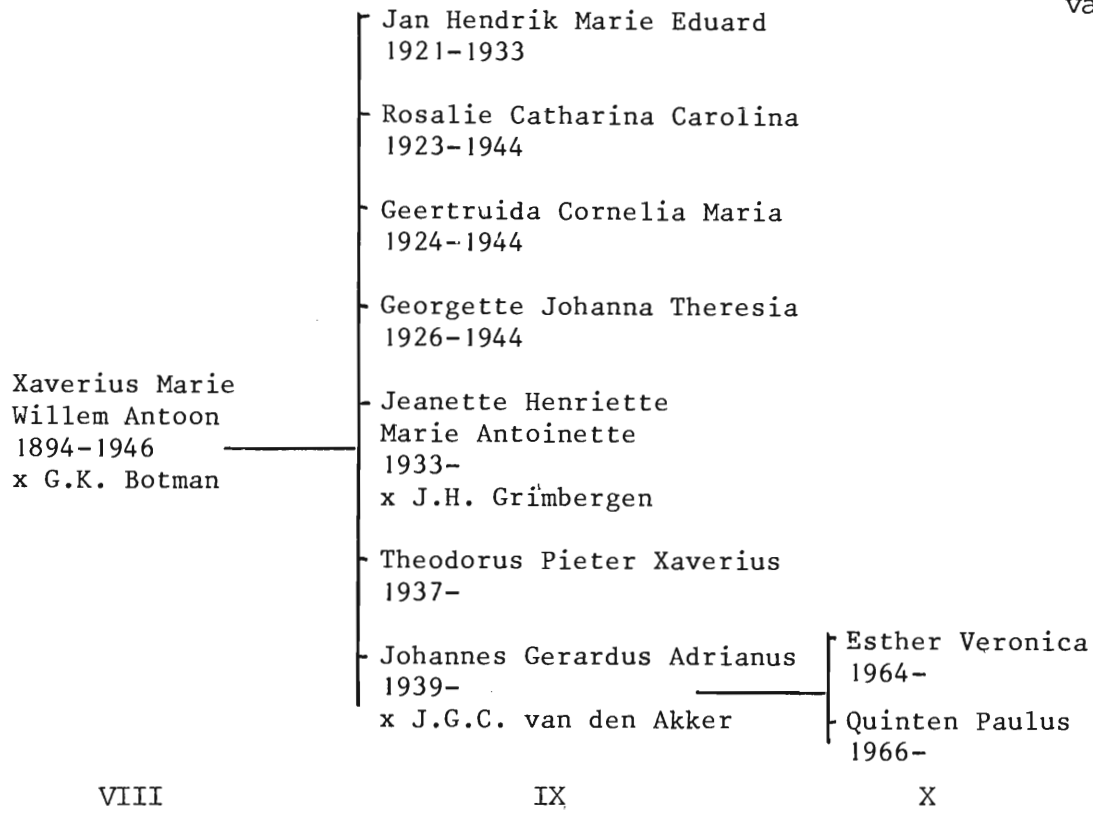 va
Jan Hendrik Marie Eduard
1921-1933
Rosalie Catharina Carolina
1923-1944
Geertruida Cornelia Maria
1924-1944
Georgette Johanna Theresia
1926-1944
Xaverius Marie
Willem Antoon
1894-1946
x G.K. Botman
Jeanette Henriette
Marie Antoinette
1933-
x J.H. Grimbergen
Theodorus Pieter Xaverius
1937-
Johannes Gerardus Adrianus
1939-
x J.G.C. van den Akker
Esther Veronica
1964-
Quinten Paulus
1966-
VIII
IX
X